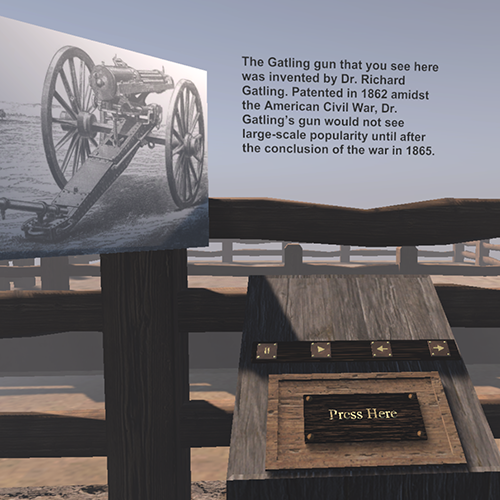 The Gatling gun that you see here
was invented by Dr. Richard
Gatling. Patented in 1862 amidst
the American Civil War, Dr.
Gatling's gun would not see
large-scale popularity until after
the conclusion of the war in 1865.
Press Here